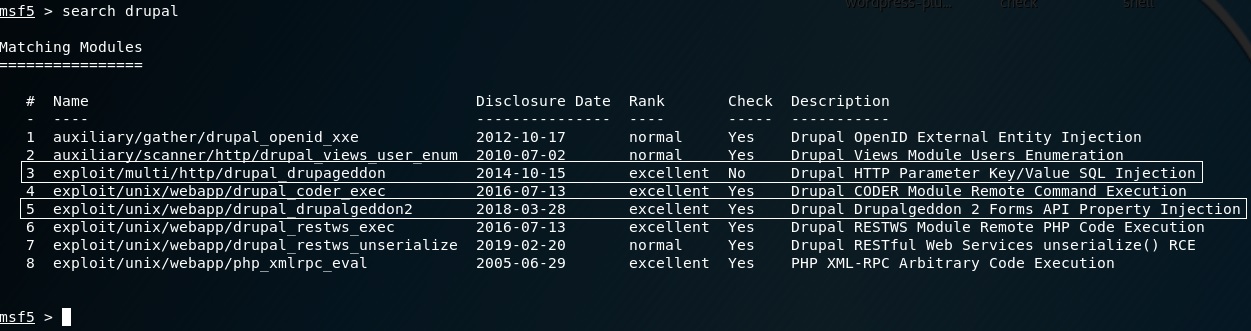 wordpress-plu... check shell
msf5 > search drupal
Matching Modules
================
# Name Disclosure Date Rank Check Description
- ---- --------------- ---- ----- -----------
1 auxiliary/gather/drupal_openid_xxe 2012-10-17 normal Yes Drupal OpenID External Entity Injection
2 auxiliary/scanner/http/drupal_views_user_enum 2010-07-02 normal Yes Drupal Views Module Users Enumeration
3 exploit/multi/http/drupal_drupageddon 2014-10-15 excellent No Drupal HTTP Parameter Key/Value SQL Injection
4 exploit/unix/webapp/drupal_coder_exec 2016-07-13 excellent Yes Drupal CODER Module Remote Command Execution
5 exploit/unix/webapp/drupal_drupalgeddon2 2018-03-28 excellent Yes Drupal Drupalgeddon 2 Forms API Property Injection
6 exploit/unix/webapp/drupal_restws_exec 2016-07-13 excellent Yes Drupal RESTWS Module Remote PHP Code Execution
7 exploit/unix/webapp/drupal_restws_unserialize 2019-02-20 normal Yes Drupal RESTful Web Services unserialize() RCE
8 exploit/unix/webapp/php_xmlrpc_eval 2005-06-29 excellent Yes PHP XML-RPC Arbitrary Code Execution
msf5 >